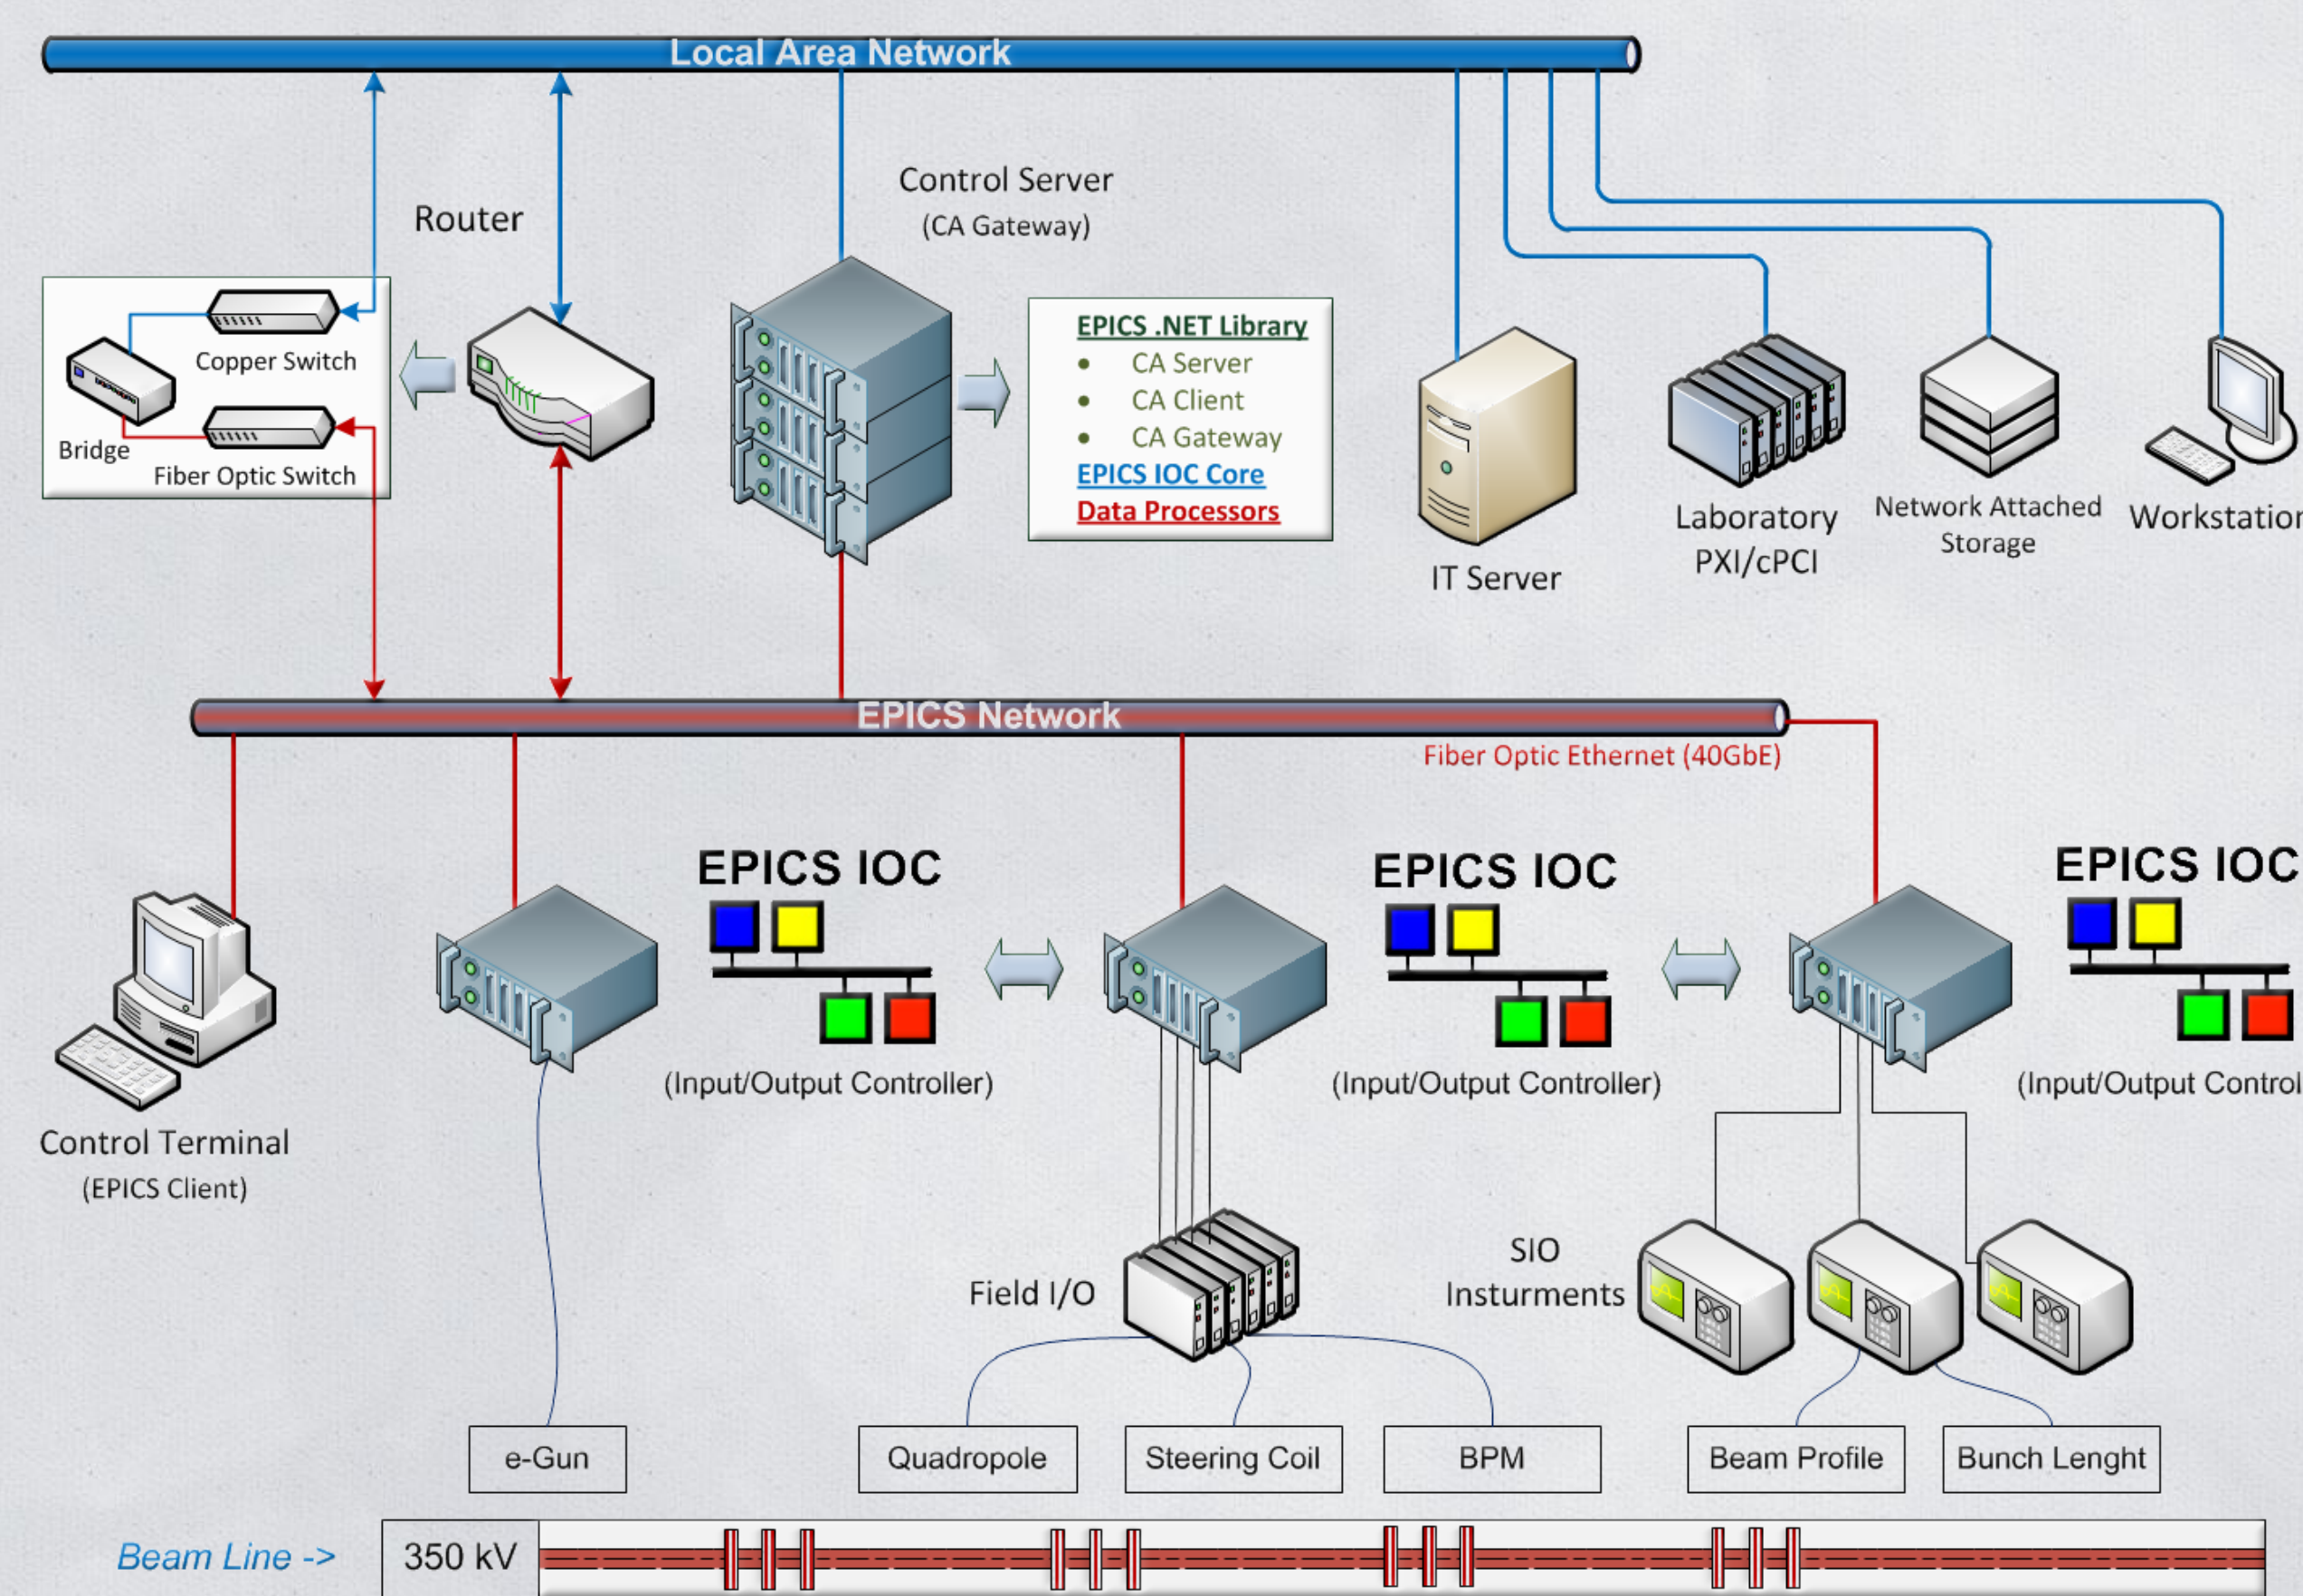 Local Area Network
Control Server
(CA Gateway)
Router
Copper Switch
Bridge
Fiber Optic Switch
EPICS .NET Library
• CA Server
• CA Client
• CA Gateway
EPICS IOC Core
Data Processors
IT Server
Laboratory
PXI/cPCI
Network Attached
Storage
Workstation
EPICS Network
Fiber Optic Ethernet (40GbE)
EPICS IOC
EPICS IOC
EPICS IOC
(Input/Output Controller)
(Input/Output Controller)
(Input/Output Control
Control Terminal
(EPICS Client)
Field I/O
SIO
Insturments
e-Gun
Quadropole
Steering Coil
BPM
Beam Profile
Bunch Lenght
Beam Line ->
350 kV